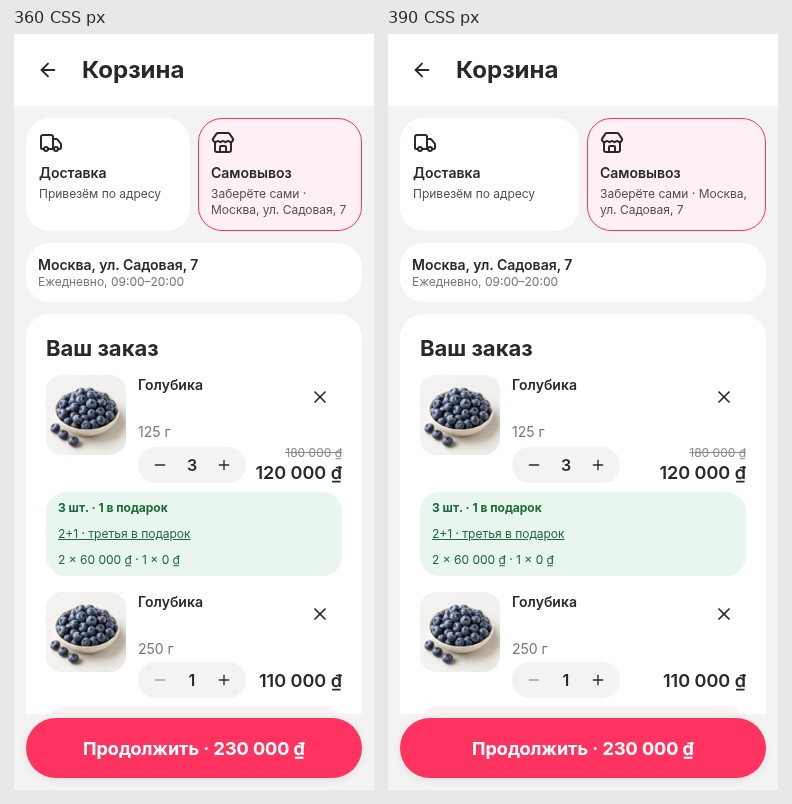 360 CSS px
Корзина
Доставка
Привезём по адресу
Самовывоз
Заберёте сами ·
Москва, ул. Садовая, 7
Москва, ул. Садовая, 7
Ежедневно, 09:00–20:00
Ваш заказ
Голубика
125 г
180 000 ₫
3
120 000 ₫
3 шт. · 1 в подарок
2+1 · третья в подарок
2 × 60 000 ₫ · 1 × 0 ₫
Голубика
250 г
1
110 000 ₫
Продолжить · 230 000 ₫
390 CSS px
Корзина
Доставка
Привезём по адресу
Самовывоз
Заберёте сами · Москва,
ул. Садовая, 7
Москва, ул. Садовая, 7
Ежедневно, 09:00–20:00
Ваш заказ
Голубика
125 г
180 000 ₫
3
120 000 ₫
3 шт. · 1 в подарок
2+1 · третья в подарок
2 × 60 000 ₫ · 1 × 0 ₫
Голубика
250 г
1
110 000 ₫
Продолжить · 230 000 ₫